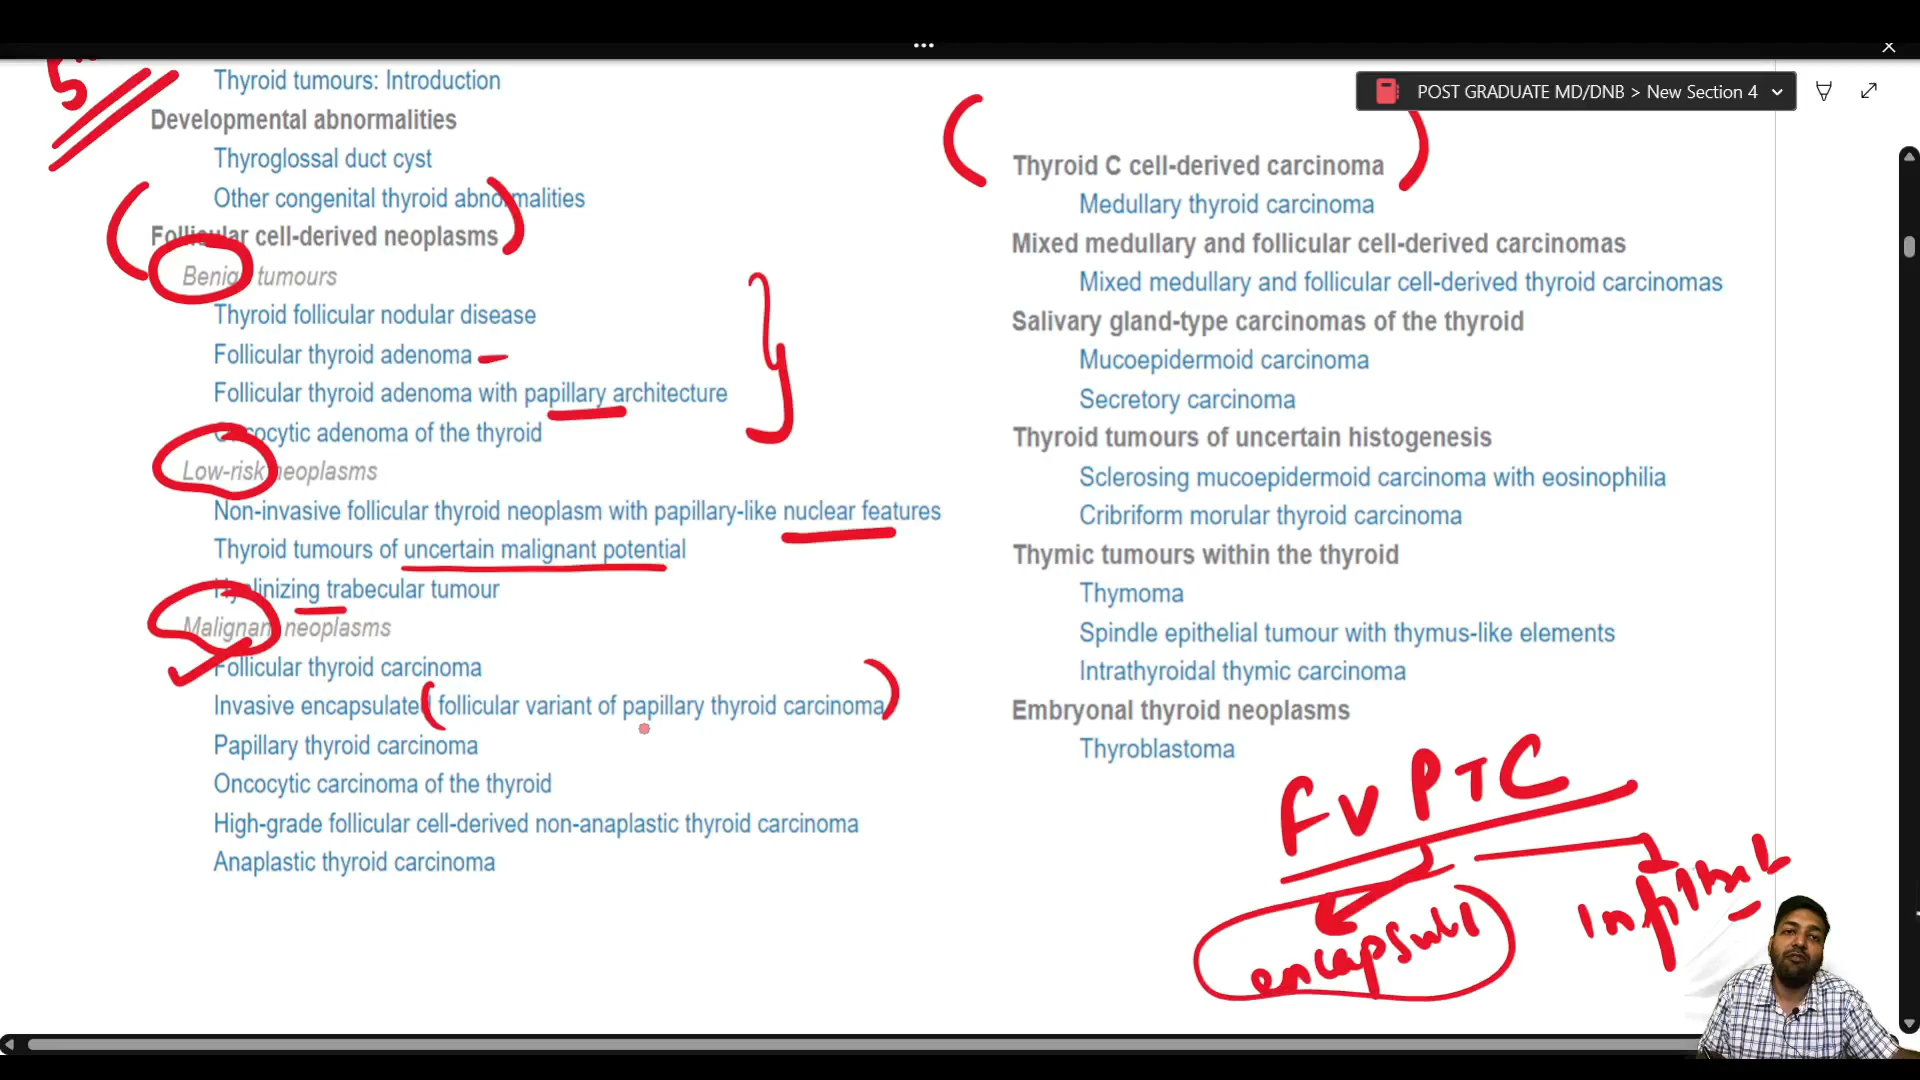 POST GRADUATE MD/DNB > New Section 4
5th
Thyroid tumours: Introduction
Developmental abnormalities
Thyroglossal duct cyst
Other congenital thyroid abnormalities
Follicular cell-derived neoplasms
Benign tumours
Thyroid follicular nodular disease
Follicular thyroid adenoma
Follicular thyroid adenoma with papillary architecture
Oncocytic adenoma of the thyroid
Low-risk neoplasms
Non-invasive follicular thyroid neoplasm with papillary-like nuclear features
Thyroid tumours of uncertain malignant potential
Hyalinizing trabecular tumour
Malignant neoplasms
Follicular thyroid carcinoma
Invasive encapsulated follicular variant of papillary thyroid carcinoma
Papillary thyroid carcinoma
Oncocytic carcinoma of the thyroid
High-grade follicular cell-derived non-anaplastic thyroid carcinoma
Anaplastic thyroid carcinoma
Thyroid C cell-derived carcinoma
Medullary thyroid carcinoma
Mixed medullary and follicular cell-derived carcinomas
Mixed medullary and follicular cell-derived thyroid carcinomas
Salivary gland-type carcinomas of the thyroid
Mucoepidermoid carcinoma
Secretory carcinoma
Thyroid tumours of uncertain histogenesis
Sclerosing mucoepidermoid carcinoma with eosinophilia
Cribriform morular thyroid carcinoma
Thymic tumours within the thyroid
Thymoma
Spindle epithelial tumour with thymus-like elements
Intrathyroidal thymic carcinoma
Embryonal thyroid neoplasms
Thyroblastoma
FVPTC